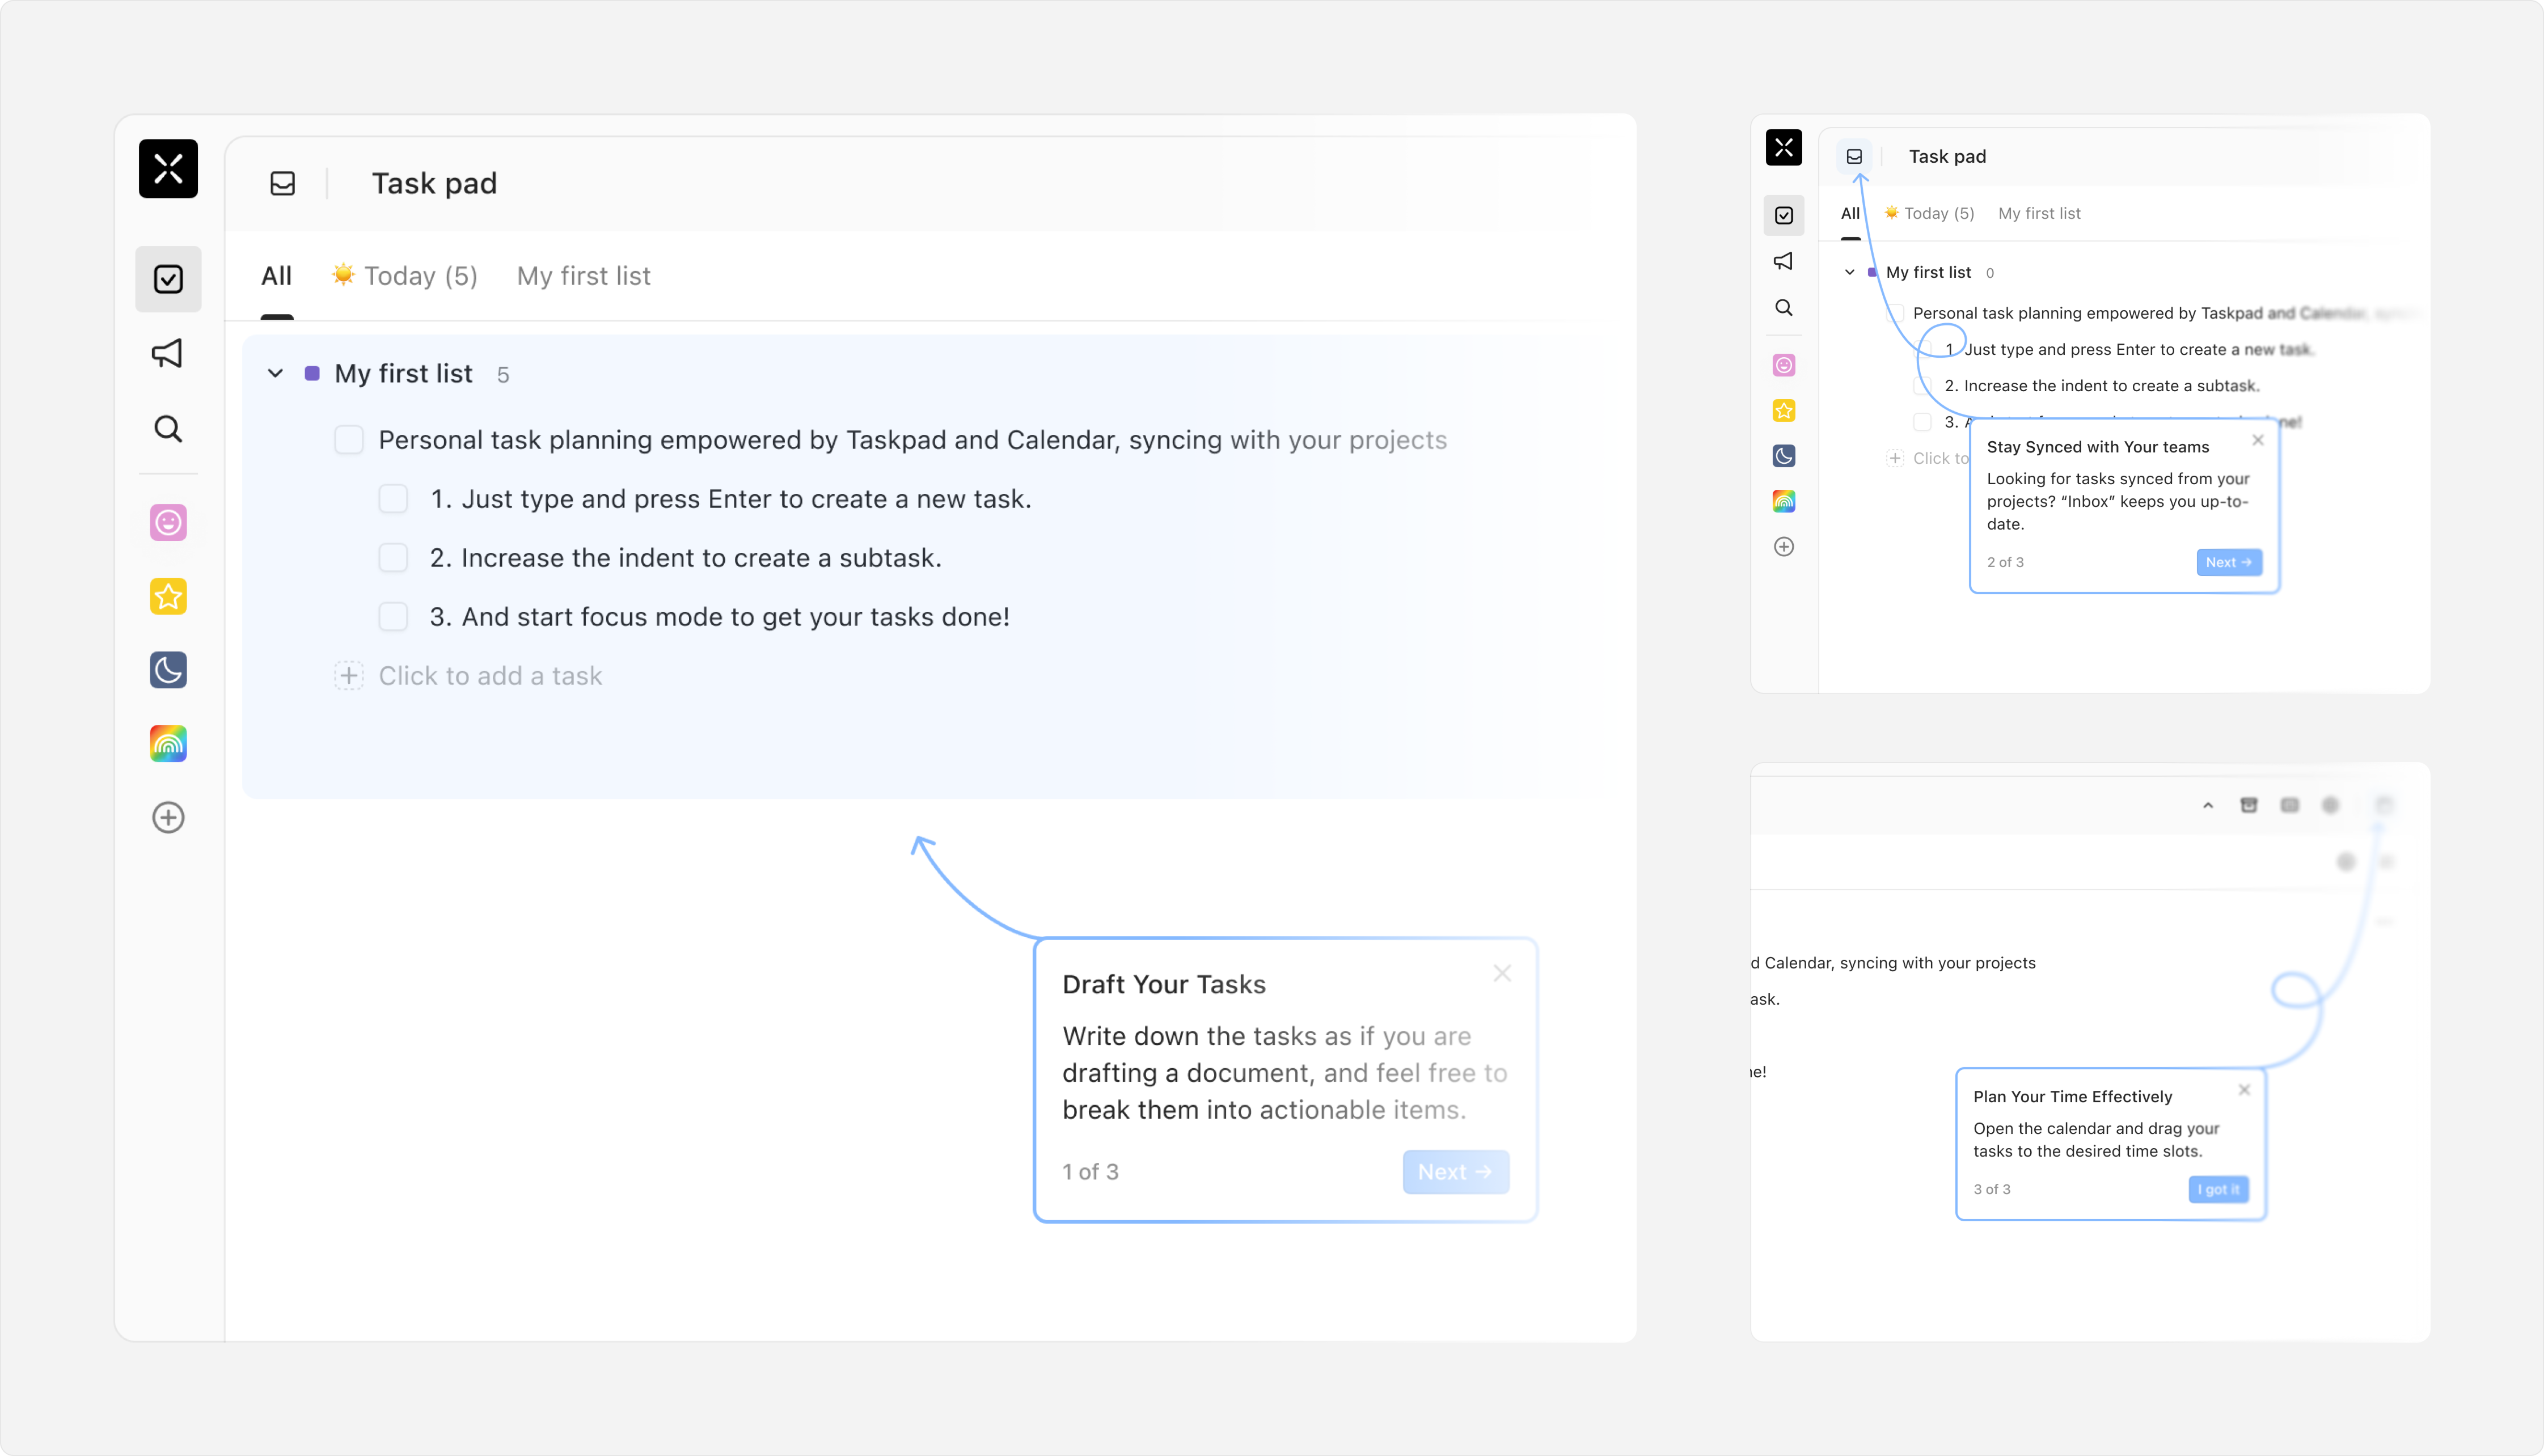 Task pad
All
Today (5)
My first list
My first list 5
Personal task planning empowered by Taskpad and Calendar, syncing with your projects
1. Just type and press Enter to create a new task.
2. Increase the indent to create a subtask.
3. And start focus mode to get your tasks done!
Click to add a task
Draft Your Tasks
Write down the tasks as if you are
drafting a document, and feel free to
break them into actionable items.
1 of 3
Next →
Task pad
All
Today (5)
My first list
My first list 0
Personal task planning empowered by Taskpad and Calendar,
1. Just type and press Enter to create a new task.
2. Increase the indent to create a subtask.
3.
Click to
Stay Synced with Your teams
Looking for tasks synced from your
projects? “Inbox” keeps you up-to-
date.
2 of 3
Next →
d Calendar, syncing with your projects
ask.
ne!
Plan Your Time Effectively
Open the calendar and drag your
tasks to the desired time slots.
3 of 3
I got it